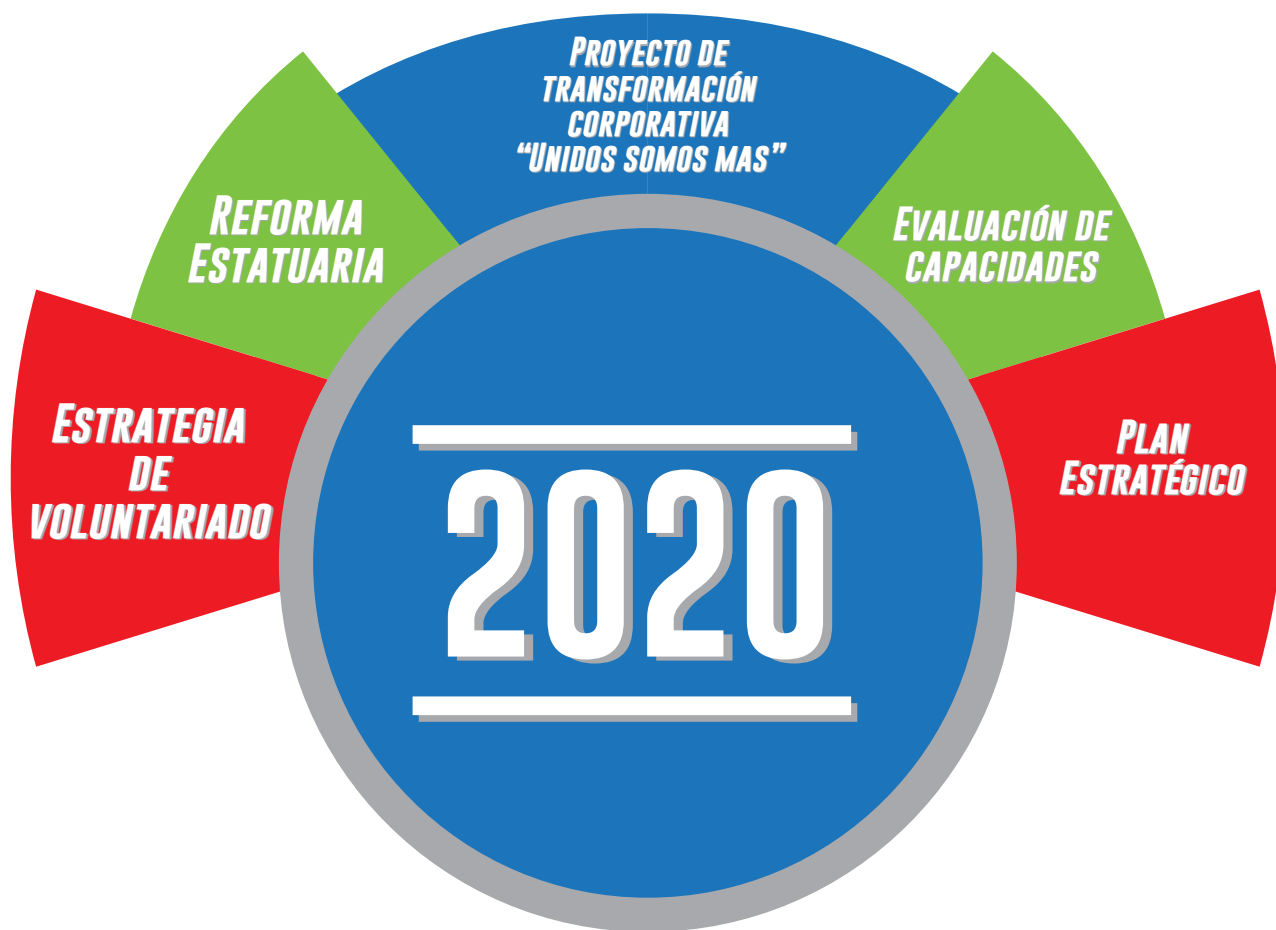 PROYECTO DE
TRANSFORMACIÓN
CORPORATIVA
“UNIDOS SOMOS MAS”
REFORMA
ESTATUARIA
EVALUACIÓN DE
CAPACIDADES
ESTRATEGIA
DE
VOLUNTARIADO
PLAN
ESTRATÉGICO
2020